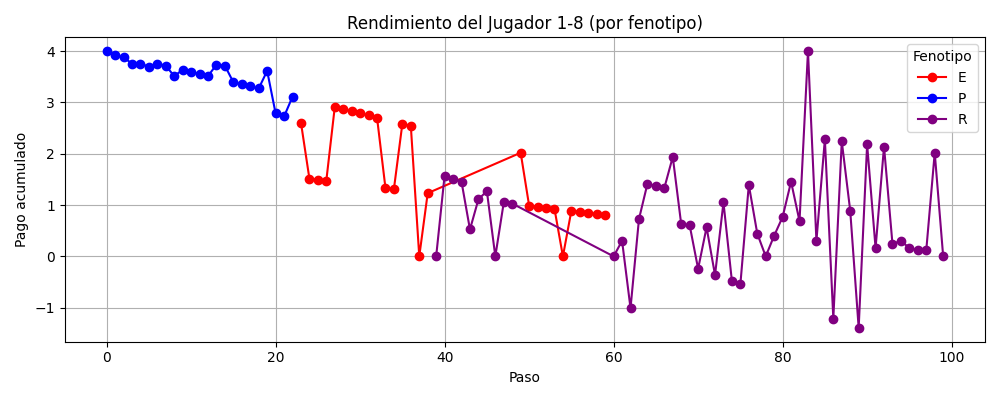 Rendimiento del Jugador 1-8 (por fenotipo)
Pago acumulado
4
3
2
1
0
−1
Fenotipo
E
P
R
0 20 40 60 80 100
Paso